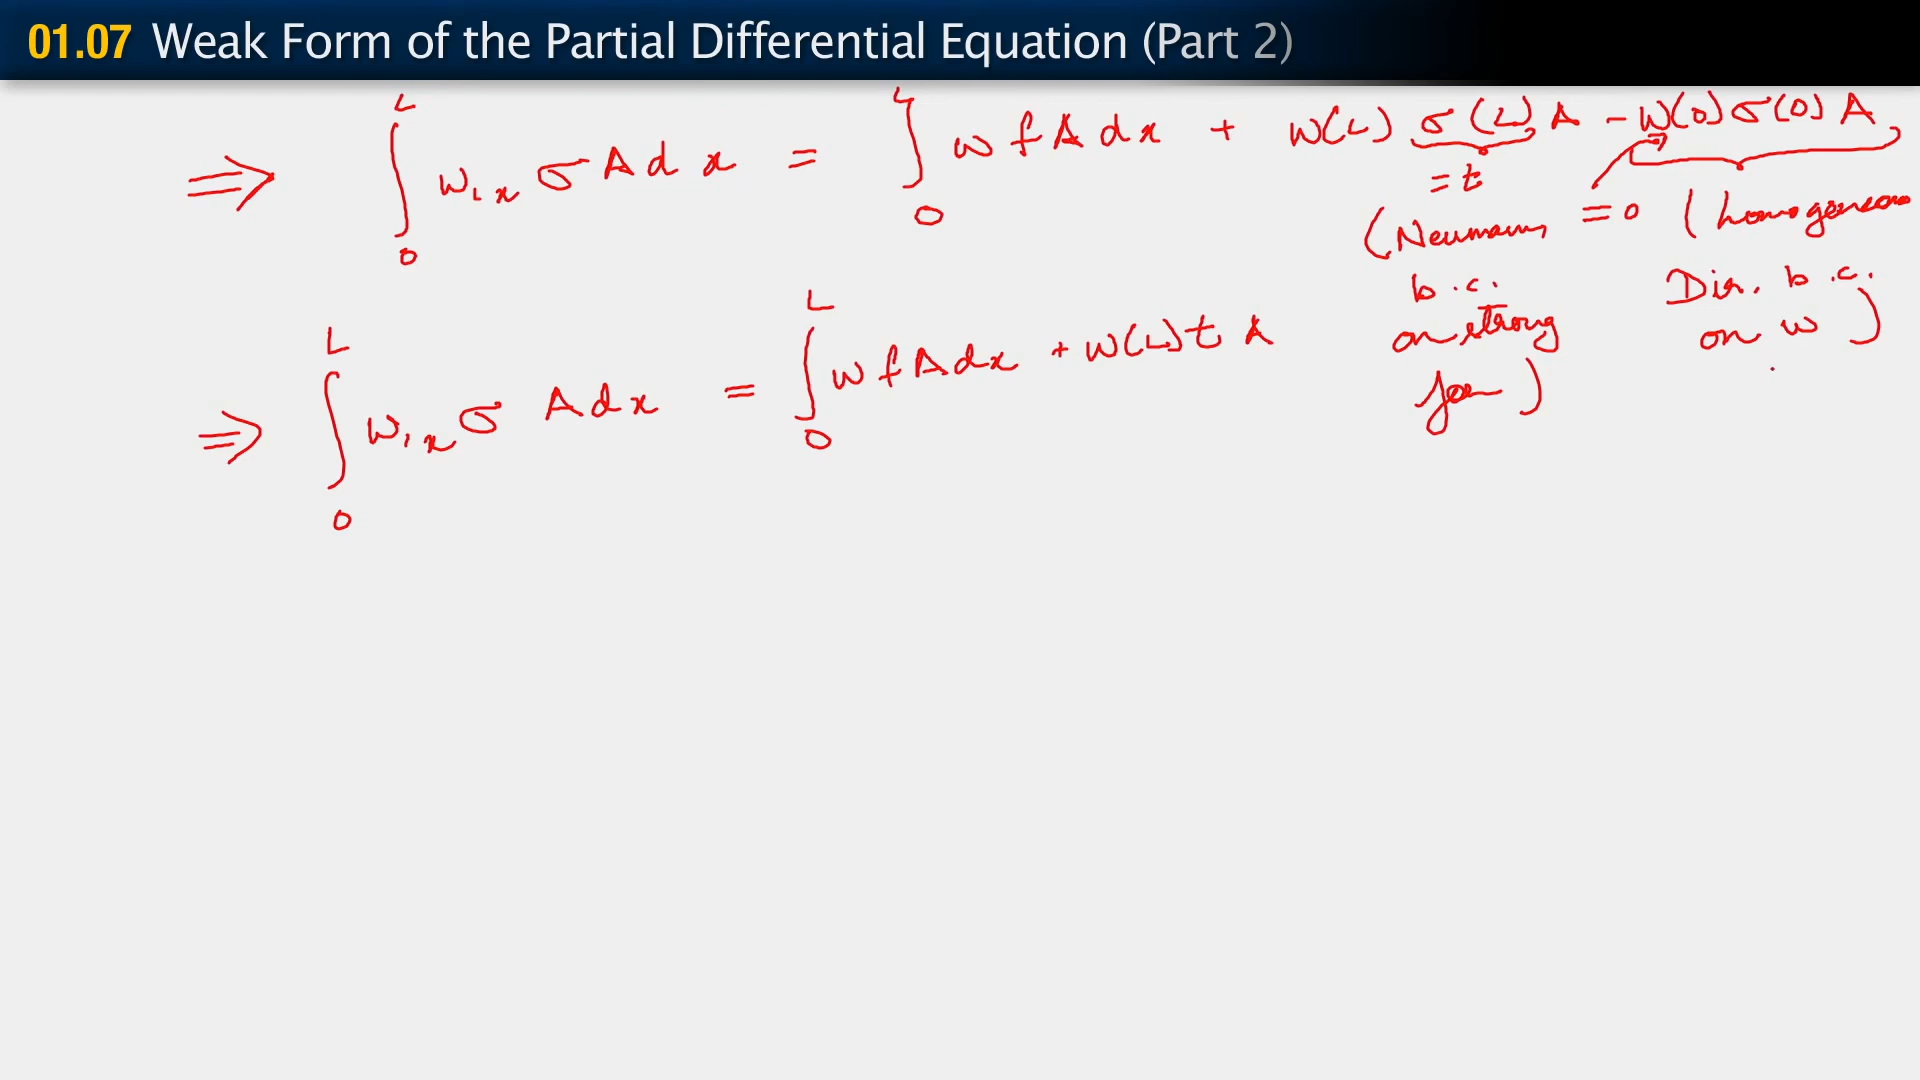 01.07 Weak Form of the Partial Differential Equation (Part 2)
⇒ ∫₀ᴸ w,x σ A dx = ∫₀ᴸ w f A dx + w(L) σ(L) A - w(0) σ(0) A
= t
(Neumann b.c. on strong form)
= 0 (homogeneous Dir. b.c. on w)
⇒ ∫₀ᴸ w,x σ A dx = ∫₀ᴸ w f A dx + w(L) t A